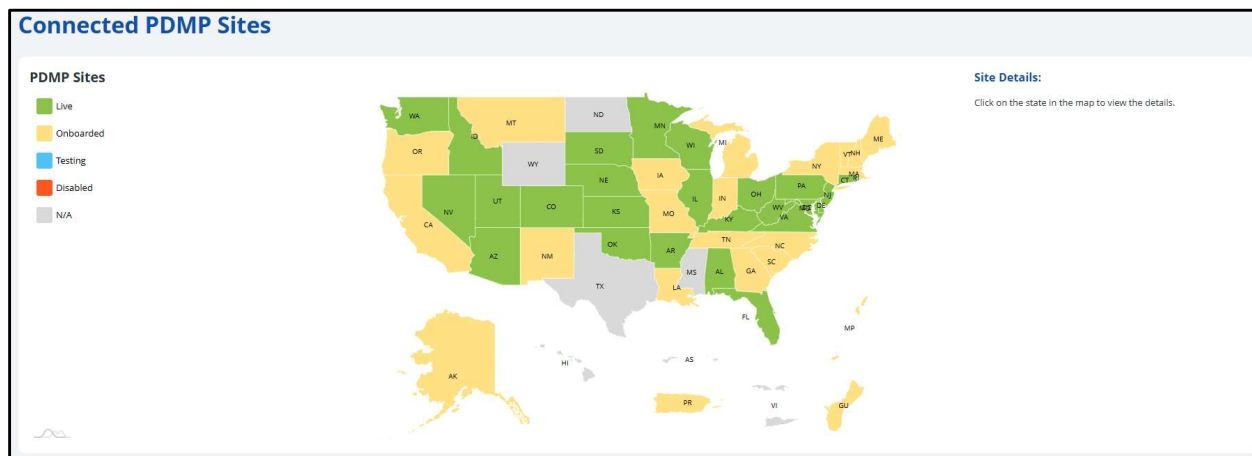 Connected PDMP Sites
PDMP Sites
Live
Onboarded
Testing
Disabled
N/A
Site Details:
Click on the state in the map to view the details.
WA
MT
ND
MN
ID
OR
SD
WI
MI
ME
VT
NH
NY
MA
WY
IA
NE
CT
PA
NV
UT
CO
IL
IN
OH
NJ
KS
MO
WV
DE
VA
KY
CA
OK
TN
NC
AZ
NM
AR
SC
MS
AL
GA
TX
LA
FL
MP
AS
HI
AK
PR
VI
GU